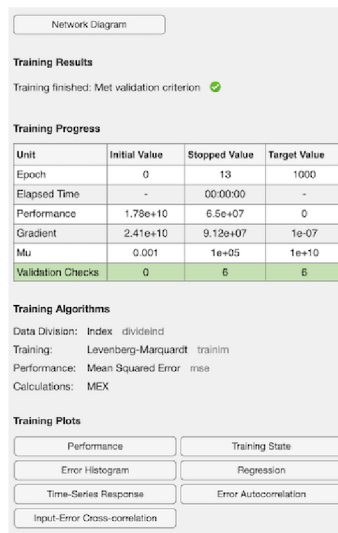 Network Diagram
Training Results
Training finished: Met validation criterion
Training Progress
Unit Initial Value Stopped Value Target Value
Epoch 0 13 1000
Elapsed Time - 00:00:00 -
Performance 1.78e+10 6.5e+07 0
Gradient 2.41e+10 9.12e+07 1e-07
Mu 0.001 1e+05 1e+10
Validation Checks 0 6 6
Training Algorithms
Data Division: Index divideind
Training: Levenberg-Marquardt trainlm
Performance: Mean Squared Error mse
Calculations: MEX
Training Plots
Performance Training State
Error Histogram Regression
Time-Series Response Error Autocorrelation
Input-Error Cross-correlation